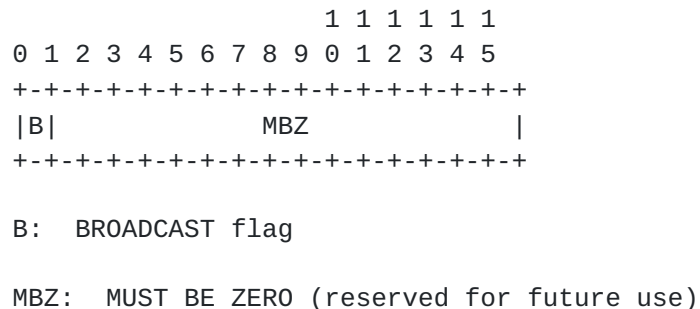 1 1 1 1 1 1
0 1 2 3 4 5 6 7 8 9 0 1 2 3 4 5
+-+-+-+-+-+-+-+-+-+-+-+-+-+-+-+-+
|B|             MBZ             |
+-+-+-+-+-+-+-+-+-+-+-+-+-+-+-+-+
B:  BROADCAST flag
MBZ:  MUST BE ZERO (reserved for future use)